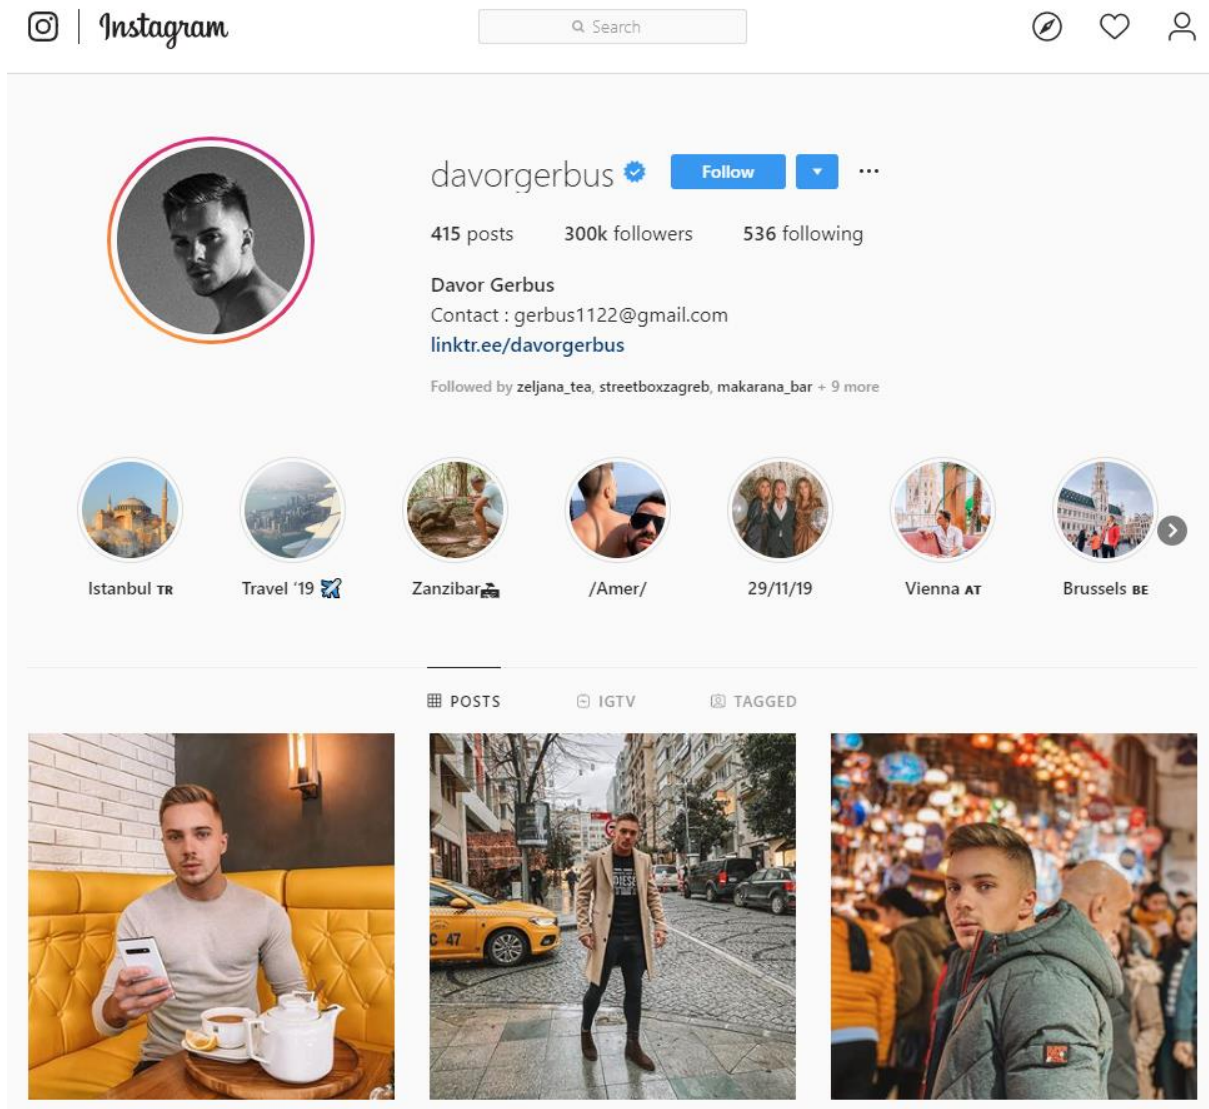 Instagram
Search
davorgerbus
Follow
415 posts 300k followers 536 following
Davor Gerbus
Contact : gerbus1122@gmail.com
linktr.ee/davorgerbus
Followed by zeljana_tea, streetboxzagreb, makarana_bar + 9 more
Istanbul TR
Travel '19
Zanzibar
/Amer/
29/11/19
Vienna AT
Brussels BE
POSTS IGTV TAGGED
DIESEL
C 47